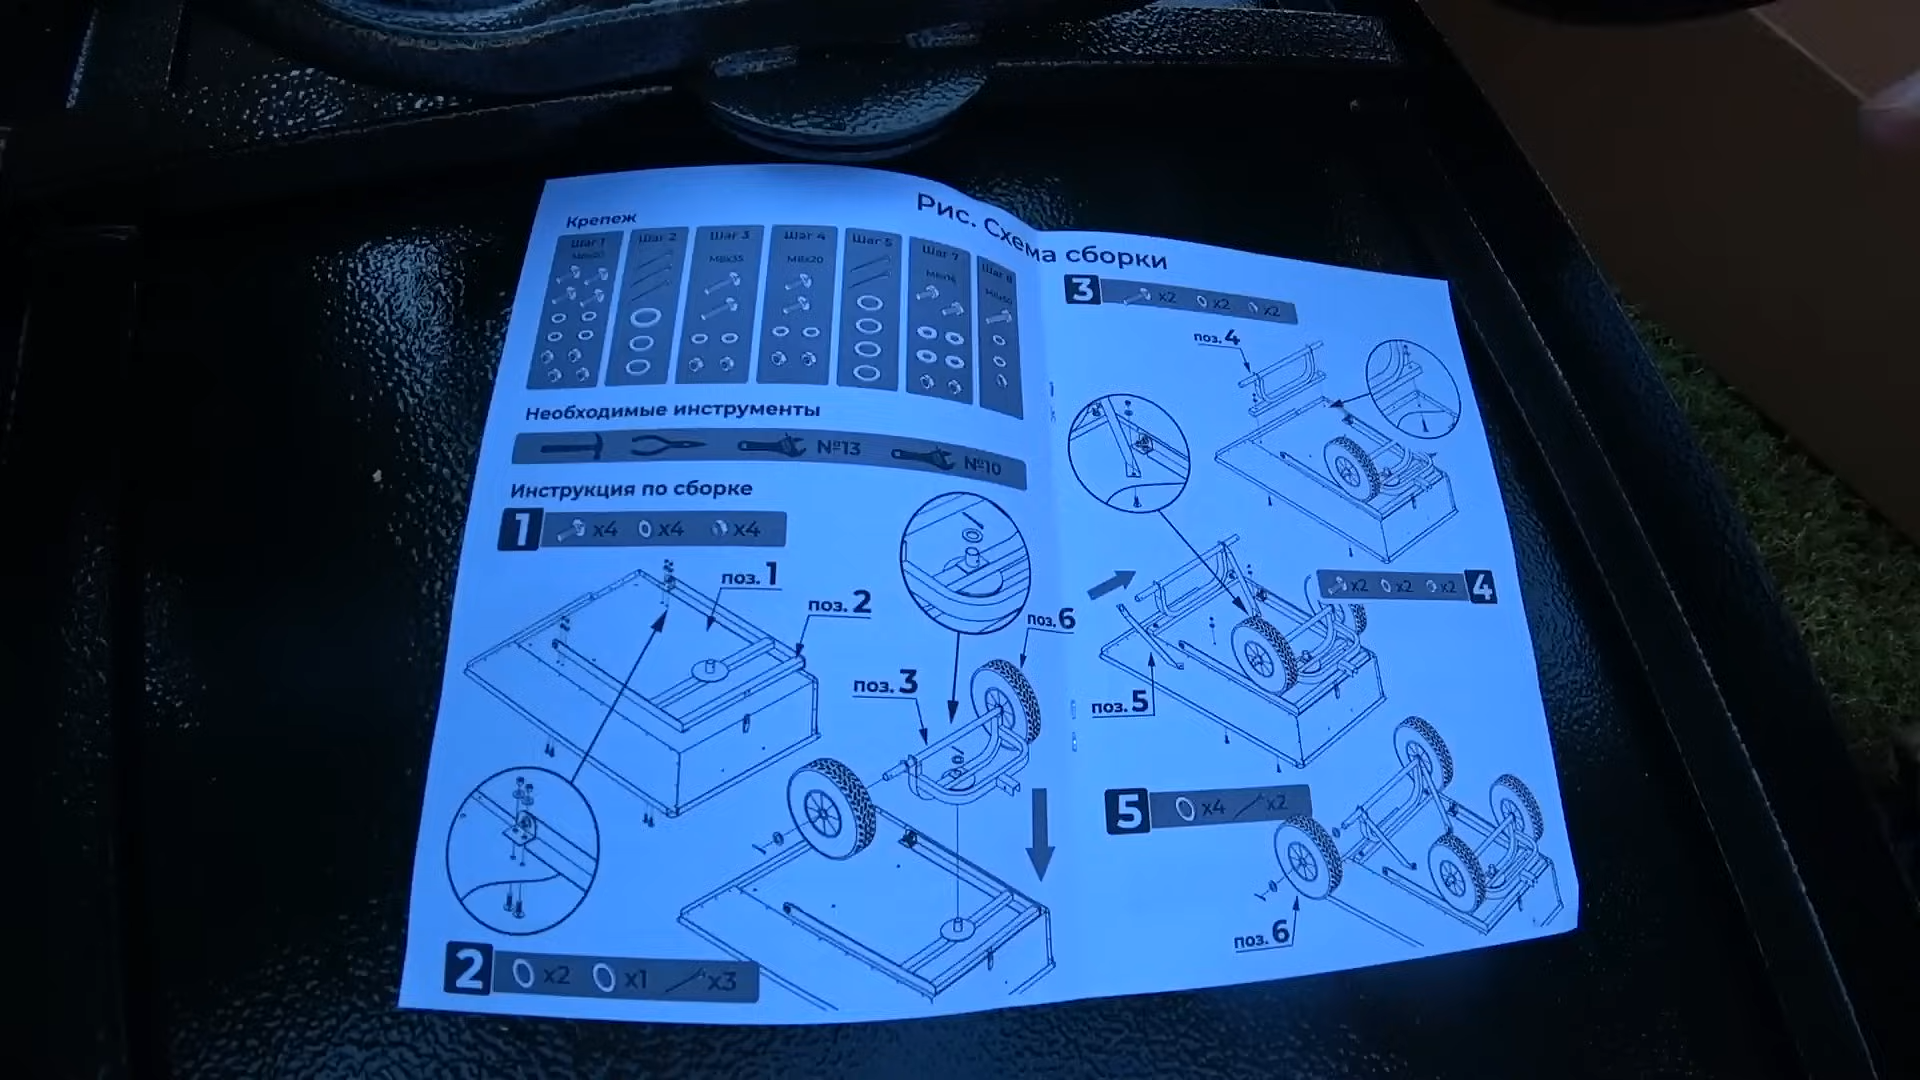 Рис. Схема сборки
Крепеж
Шаг 1
Шаг 2
Шаг 3
Шаг 4
Шаг 5
Шаг 7
Шаг 8
M8x35
M8x20
Необходимые инструменты
№13
№10
Инструкция по сборке
1 x4 x4 x4
поз. 1
поз. 2
поз. 3
поз. 6
2 x2 x1 x3
3 x2 x2 x2
поз. 4
x2 x2 x2 4
поз. 5
5 x4 x2
поз. 6